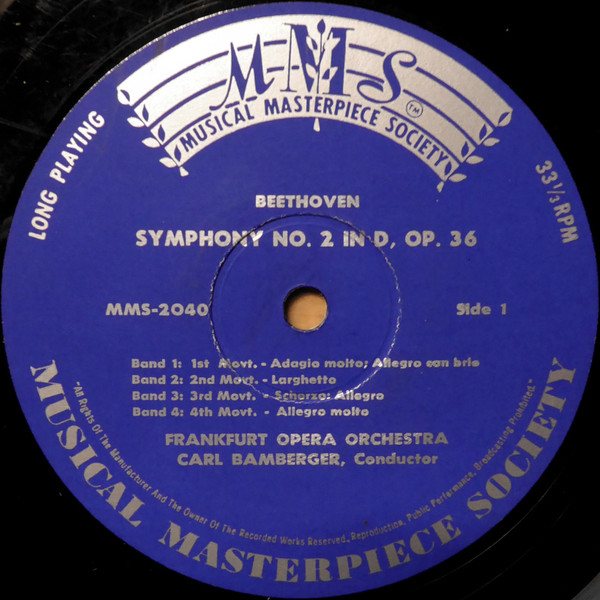 MMS
TM
MUSICAL MASTERPIECE SOCIETY
LONG PLAYING
33⅓ RPM
BEETHOVEN
SYMPHONY NO. 2 IN D, OP. 36
MMS-2040
Side 1
Band 1: 1st Movt. - Adagio molto; Allegro con brio
Band 2: 2nd Movt. - Larghetto
Band 3: 3rd Movt. - Scherzo: Allegro
Band 4: 4th Movt. - Allegro molto
FRANKFURT OPERA ORCHESTRA
CARL BAMBERGER, Conductor
"All Rights Of The Manufacturer And The Owner Of The Recorded Works Reserved. Reproduction, Public Performance, Broadcasting Prohibited."
MUSICAL MASTERPIECE SOCIETY